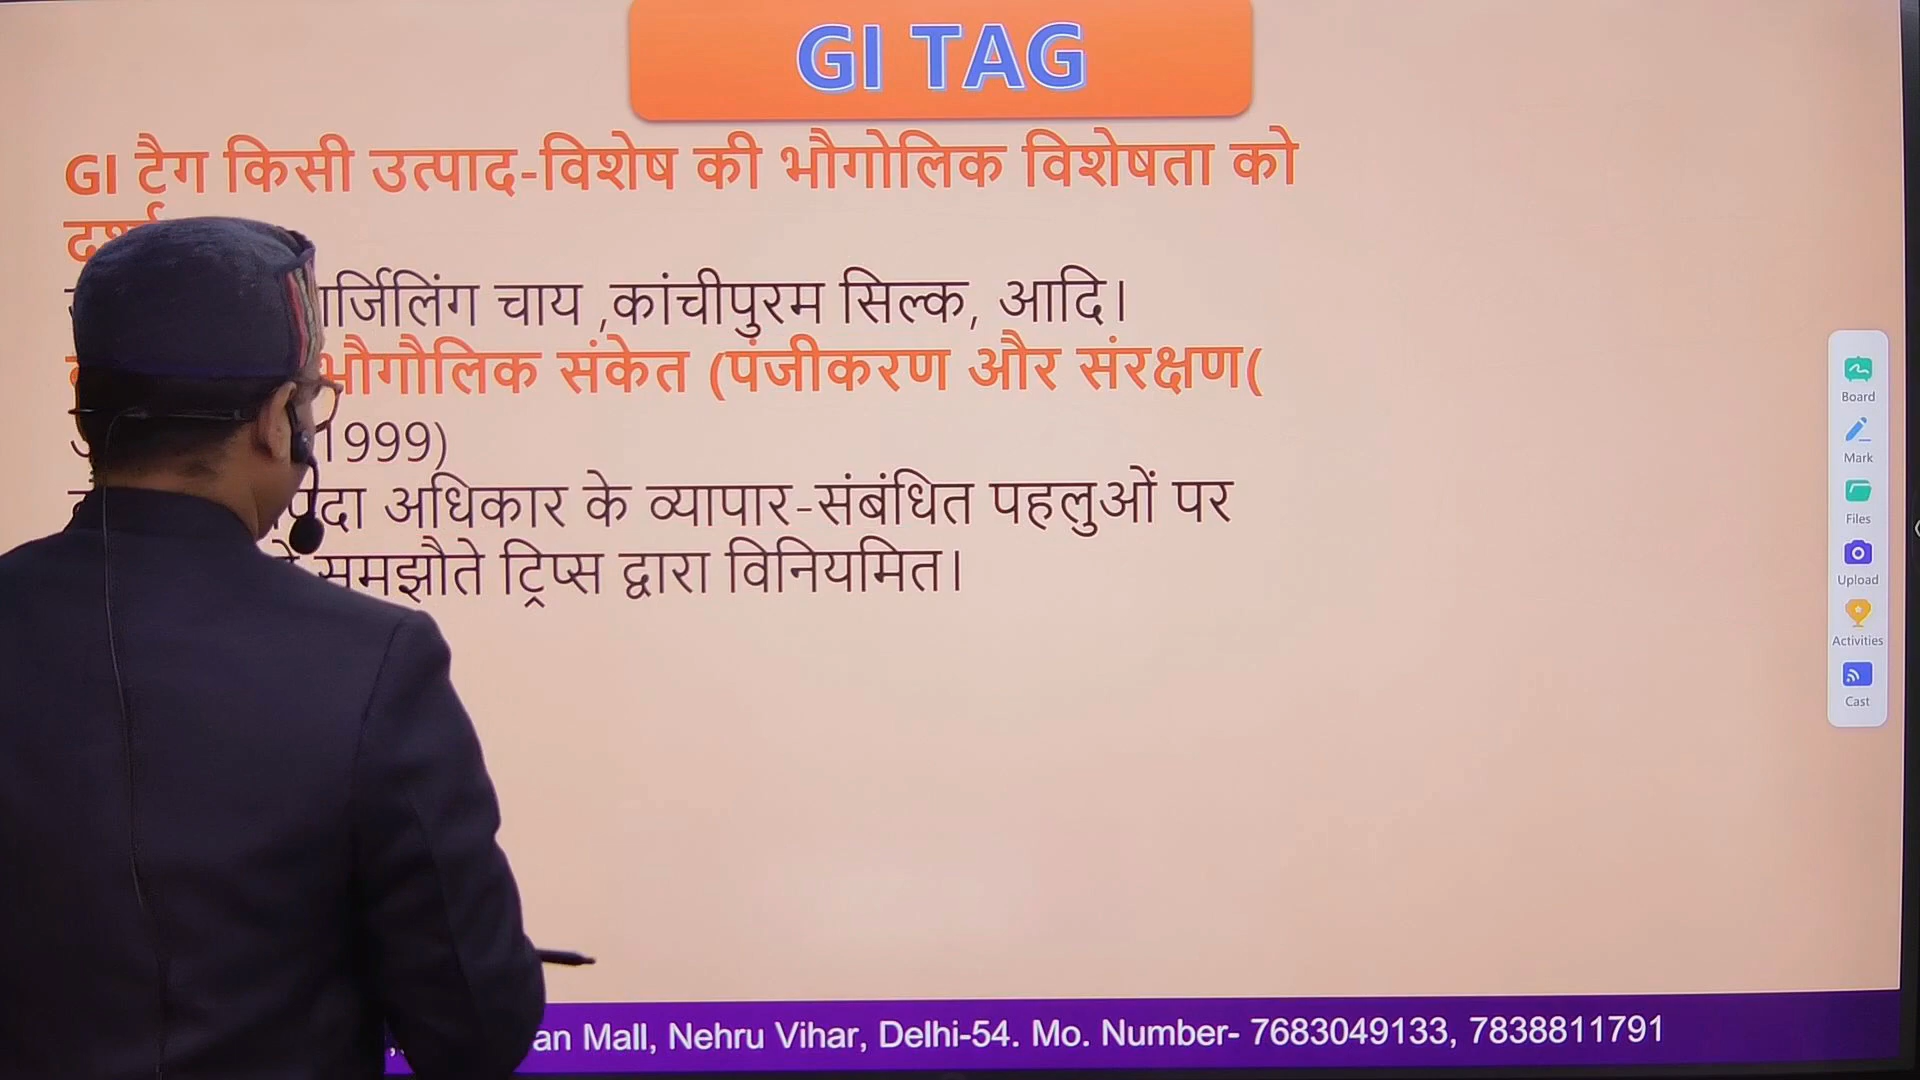 GI TAG
GI टैग किसी उत्पाद-विशेष की भौगोलिक विशेषता को
चाय ,कांचीपुरम सिल्क, आदि।
भौगौलिक संकेत (पंजीकरण और संरक्षण(
1999)
अधिकार के व्यापार-संबंधित पहलुओं पर
समझौते ट्रिप्स द्वारा विनियमित।
Board
Mark
Files
Upload
Activities
Cast
Mall, Nehru Vihar, Delhi-54. Mo. Number- 7683049133, 7838811791